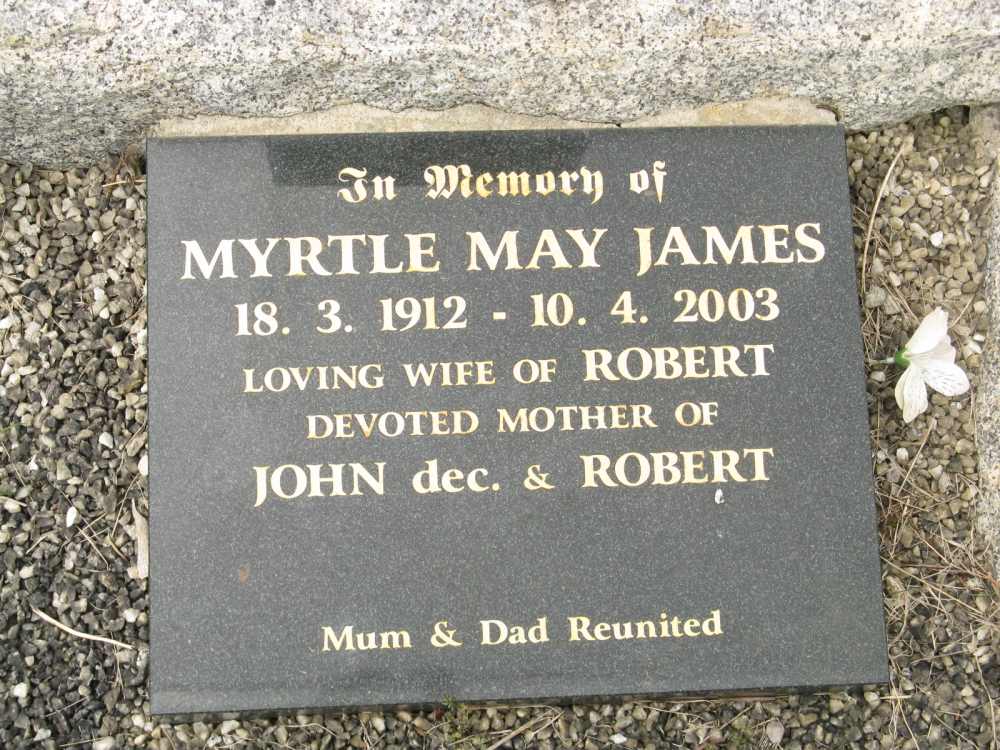 In Memory of
MYRTLE MAY JAMES
18. 3. 1912 - 10. 4. 2003
LOVING WIFE OF ROBERT
DEVOTED MOTHER OF
JOHN dec. & ROBERT
Mum & Dad Reunited